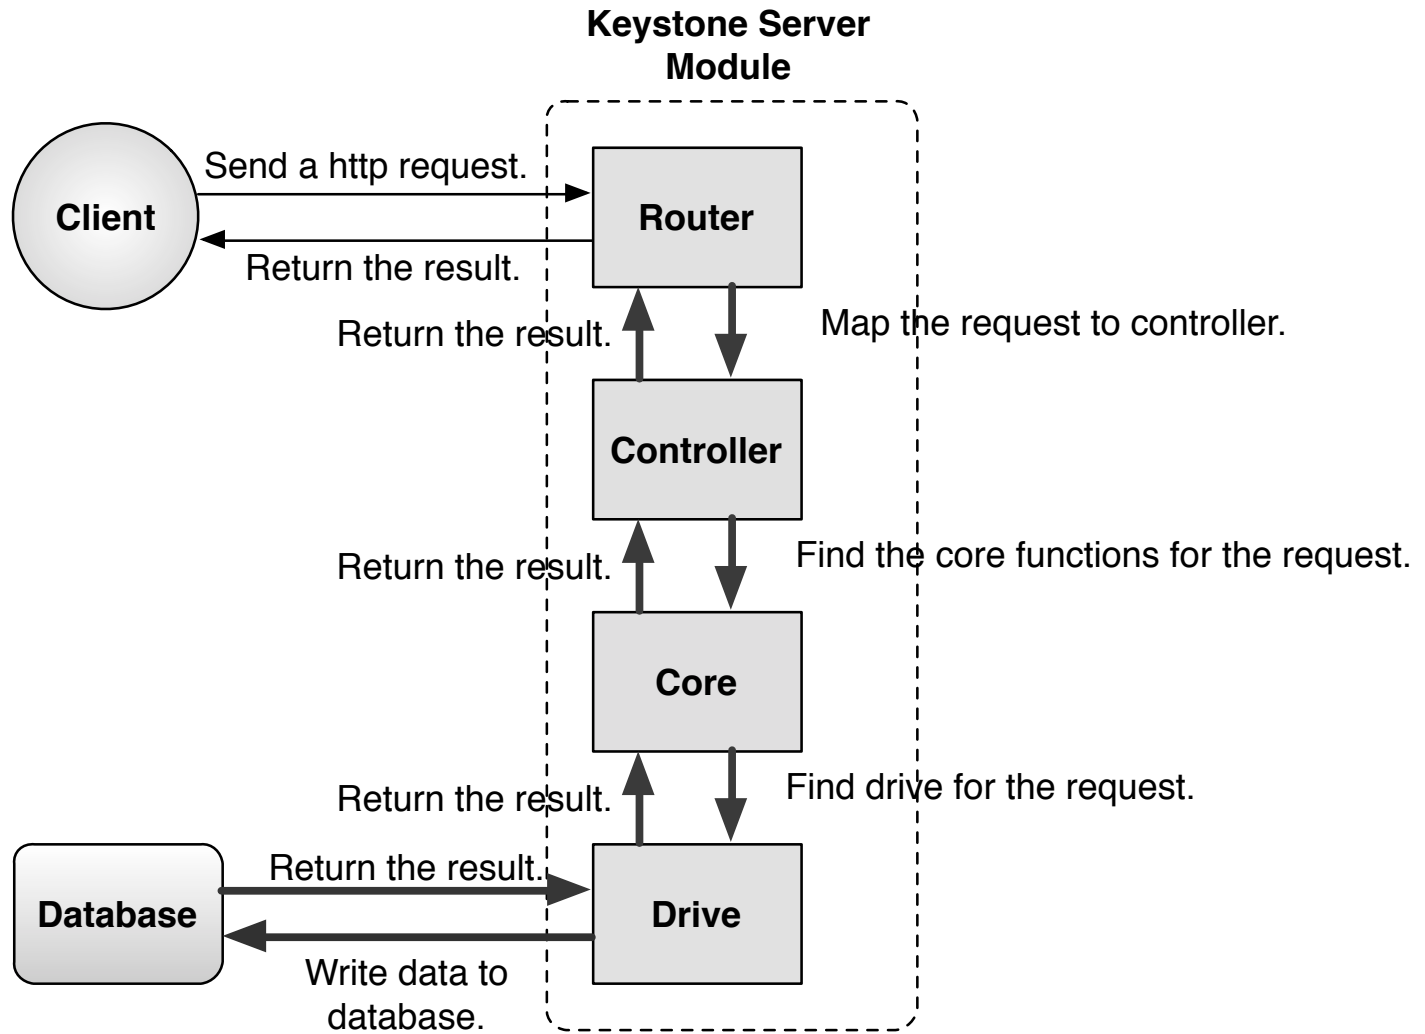 Keystone Server
Module
Send a http request.
Client
Router
Return the result.
Return the result.
Map the request to controller.
Controller
Return the result.
Find the core functions for the request.
Core
Return the result.
Find drive for the request.
Return the result.
Database
Drive
Write data to
database.